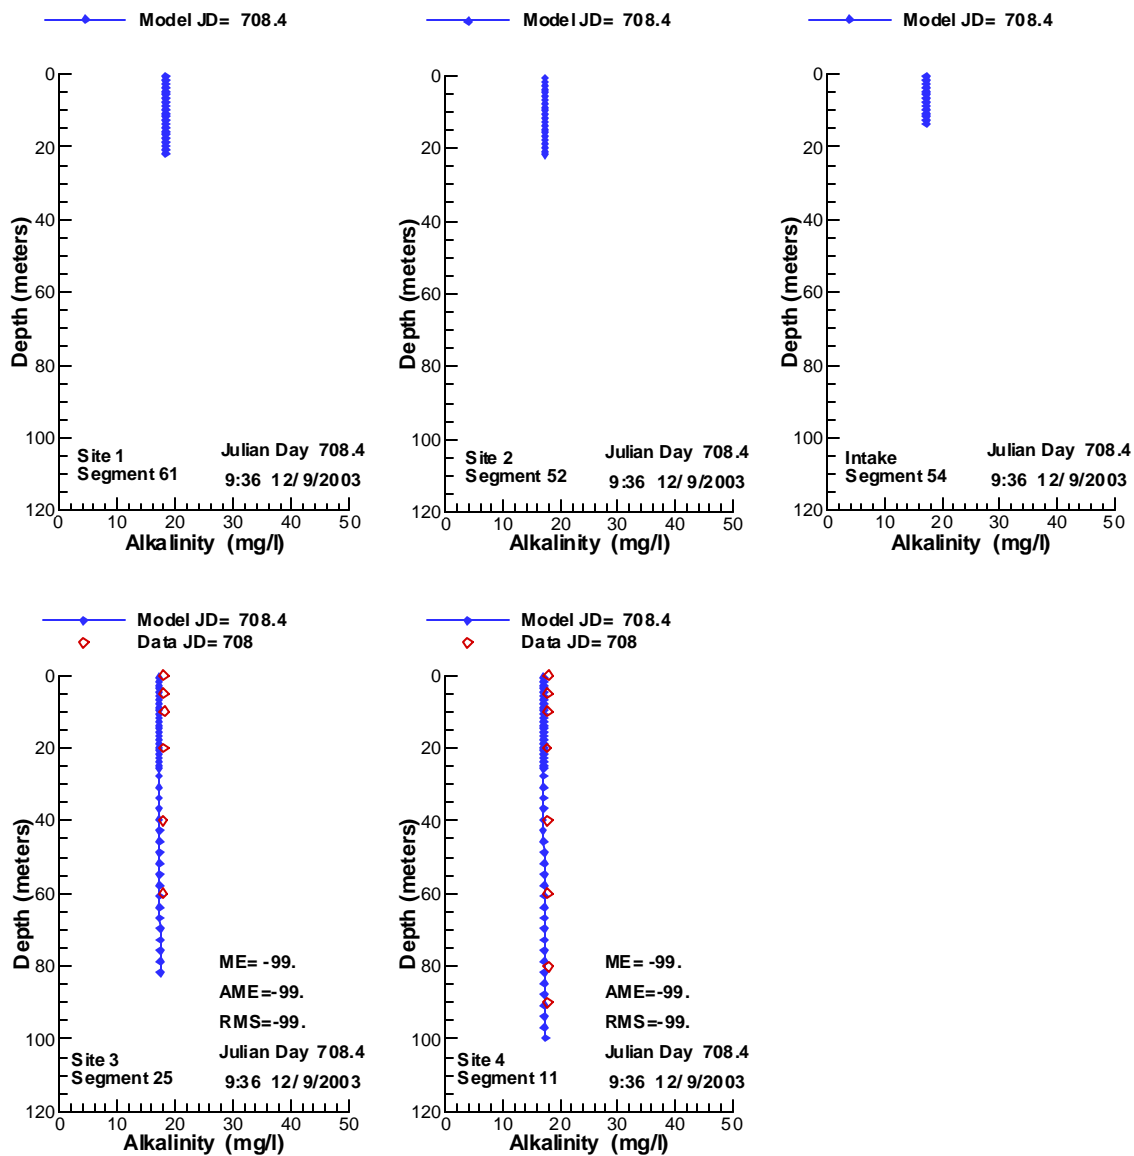 Model JD= 708.4
0
20
40
60
80
100
120
Depth (meters)
Site 1
Segment 61
Julian Day 708.4
9:36 12/ 9/2003
0 10 20 30 40 50
Alkalinity (mg/l)
Model JD= 708.4
0
20
40
60
80
100
120
Depth (meters)
Site 2
Segment 52
Julian Day 708.4
9:36 12/ 9/2003
0 10 20 30 40 50
Alkalinity (mg/l)
Model JD= 708.4
0
20
40
60
80
100
120
Depth (meters)
Intake
Segment 54
Julian Day 708.4
9:36 12/ 9/2003
0 10 20 30 40 50
Alkalinity (mg/l)
Model JD= 708.4
Data JD= 708
0
20
40
60
80
100
120
Depth (meters)
ME= -99.
AME=-99.
RMS=-99.
Site 3
Segment 25
Julian Day 708.4
9:36 12/ 9/2003
0 10 20 30 40 50
Alkalinity (mg/l)
Model JD= 708.4
Data JD= 708
0
20
40
60
80
100
120
Depth (meters)
ME= -99.
AME=-99.
RMS=-99.
Site 4
Segment 11
Julian Day 708.4
9:36 12/ 9/2003
0 10 20 30 40 50
Alkalinity (mg/l)